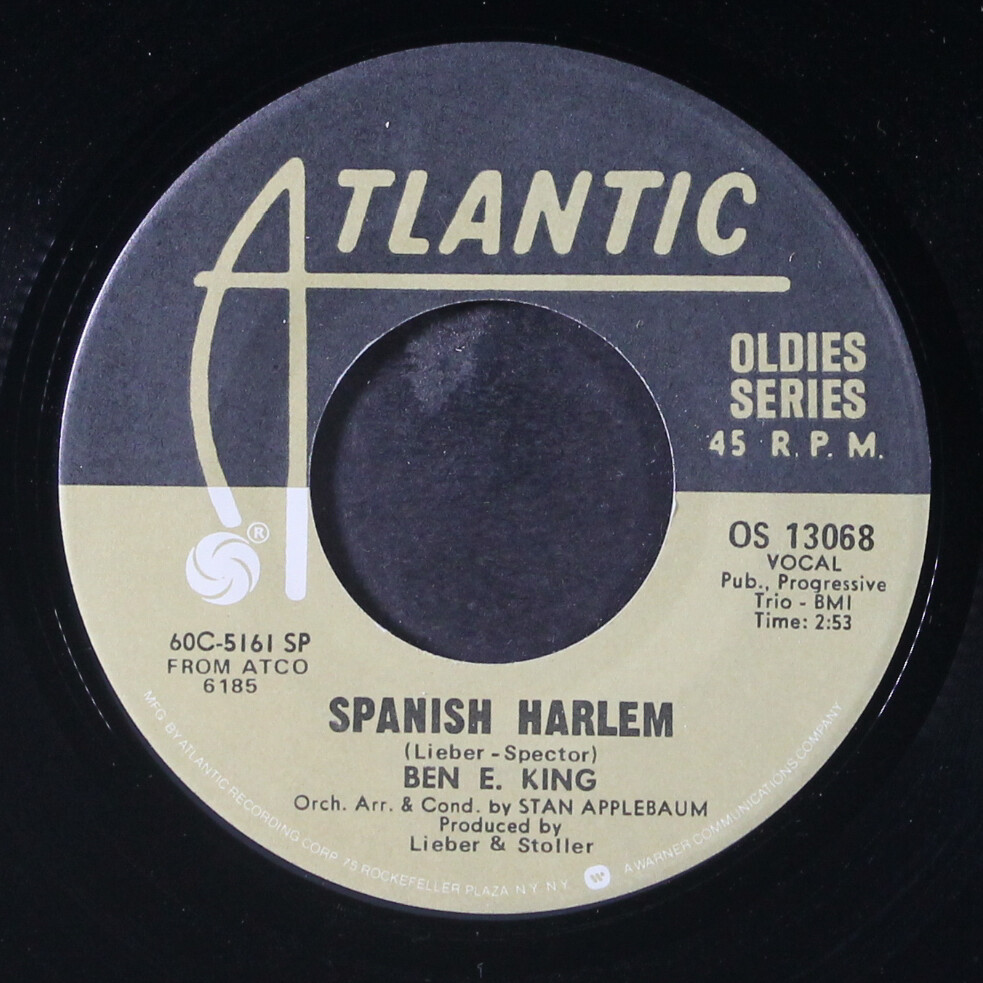 ATLANTIC
OLDIES
SERIES
45 R. P. M.
®
OS 13068
VOCAL
Pub., Progressive
Trio - BMI
Time: 2:53
60C-5161 SP
FROM ATCO
6185
SPANISH HARLEM
(Lieber - Spector)
BEN E. KING
Orch. Arr. & Cond. by STAN APPLEBAUM
Produced by
Lieber & Stoller
MFG. BY ATLANTIC RECORDING CORP. 75 ROCKEFELLER PLAZA N.Y. N.Y. W A WARNER COMMUNICATIONS COMPANY